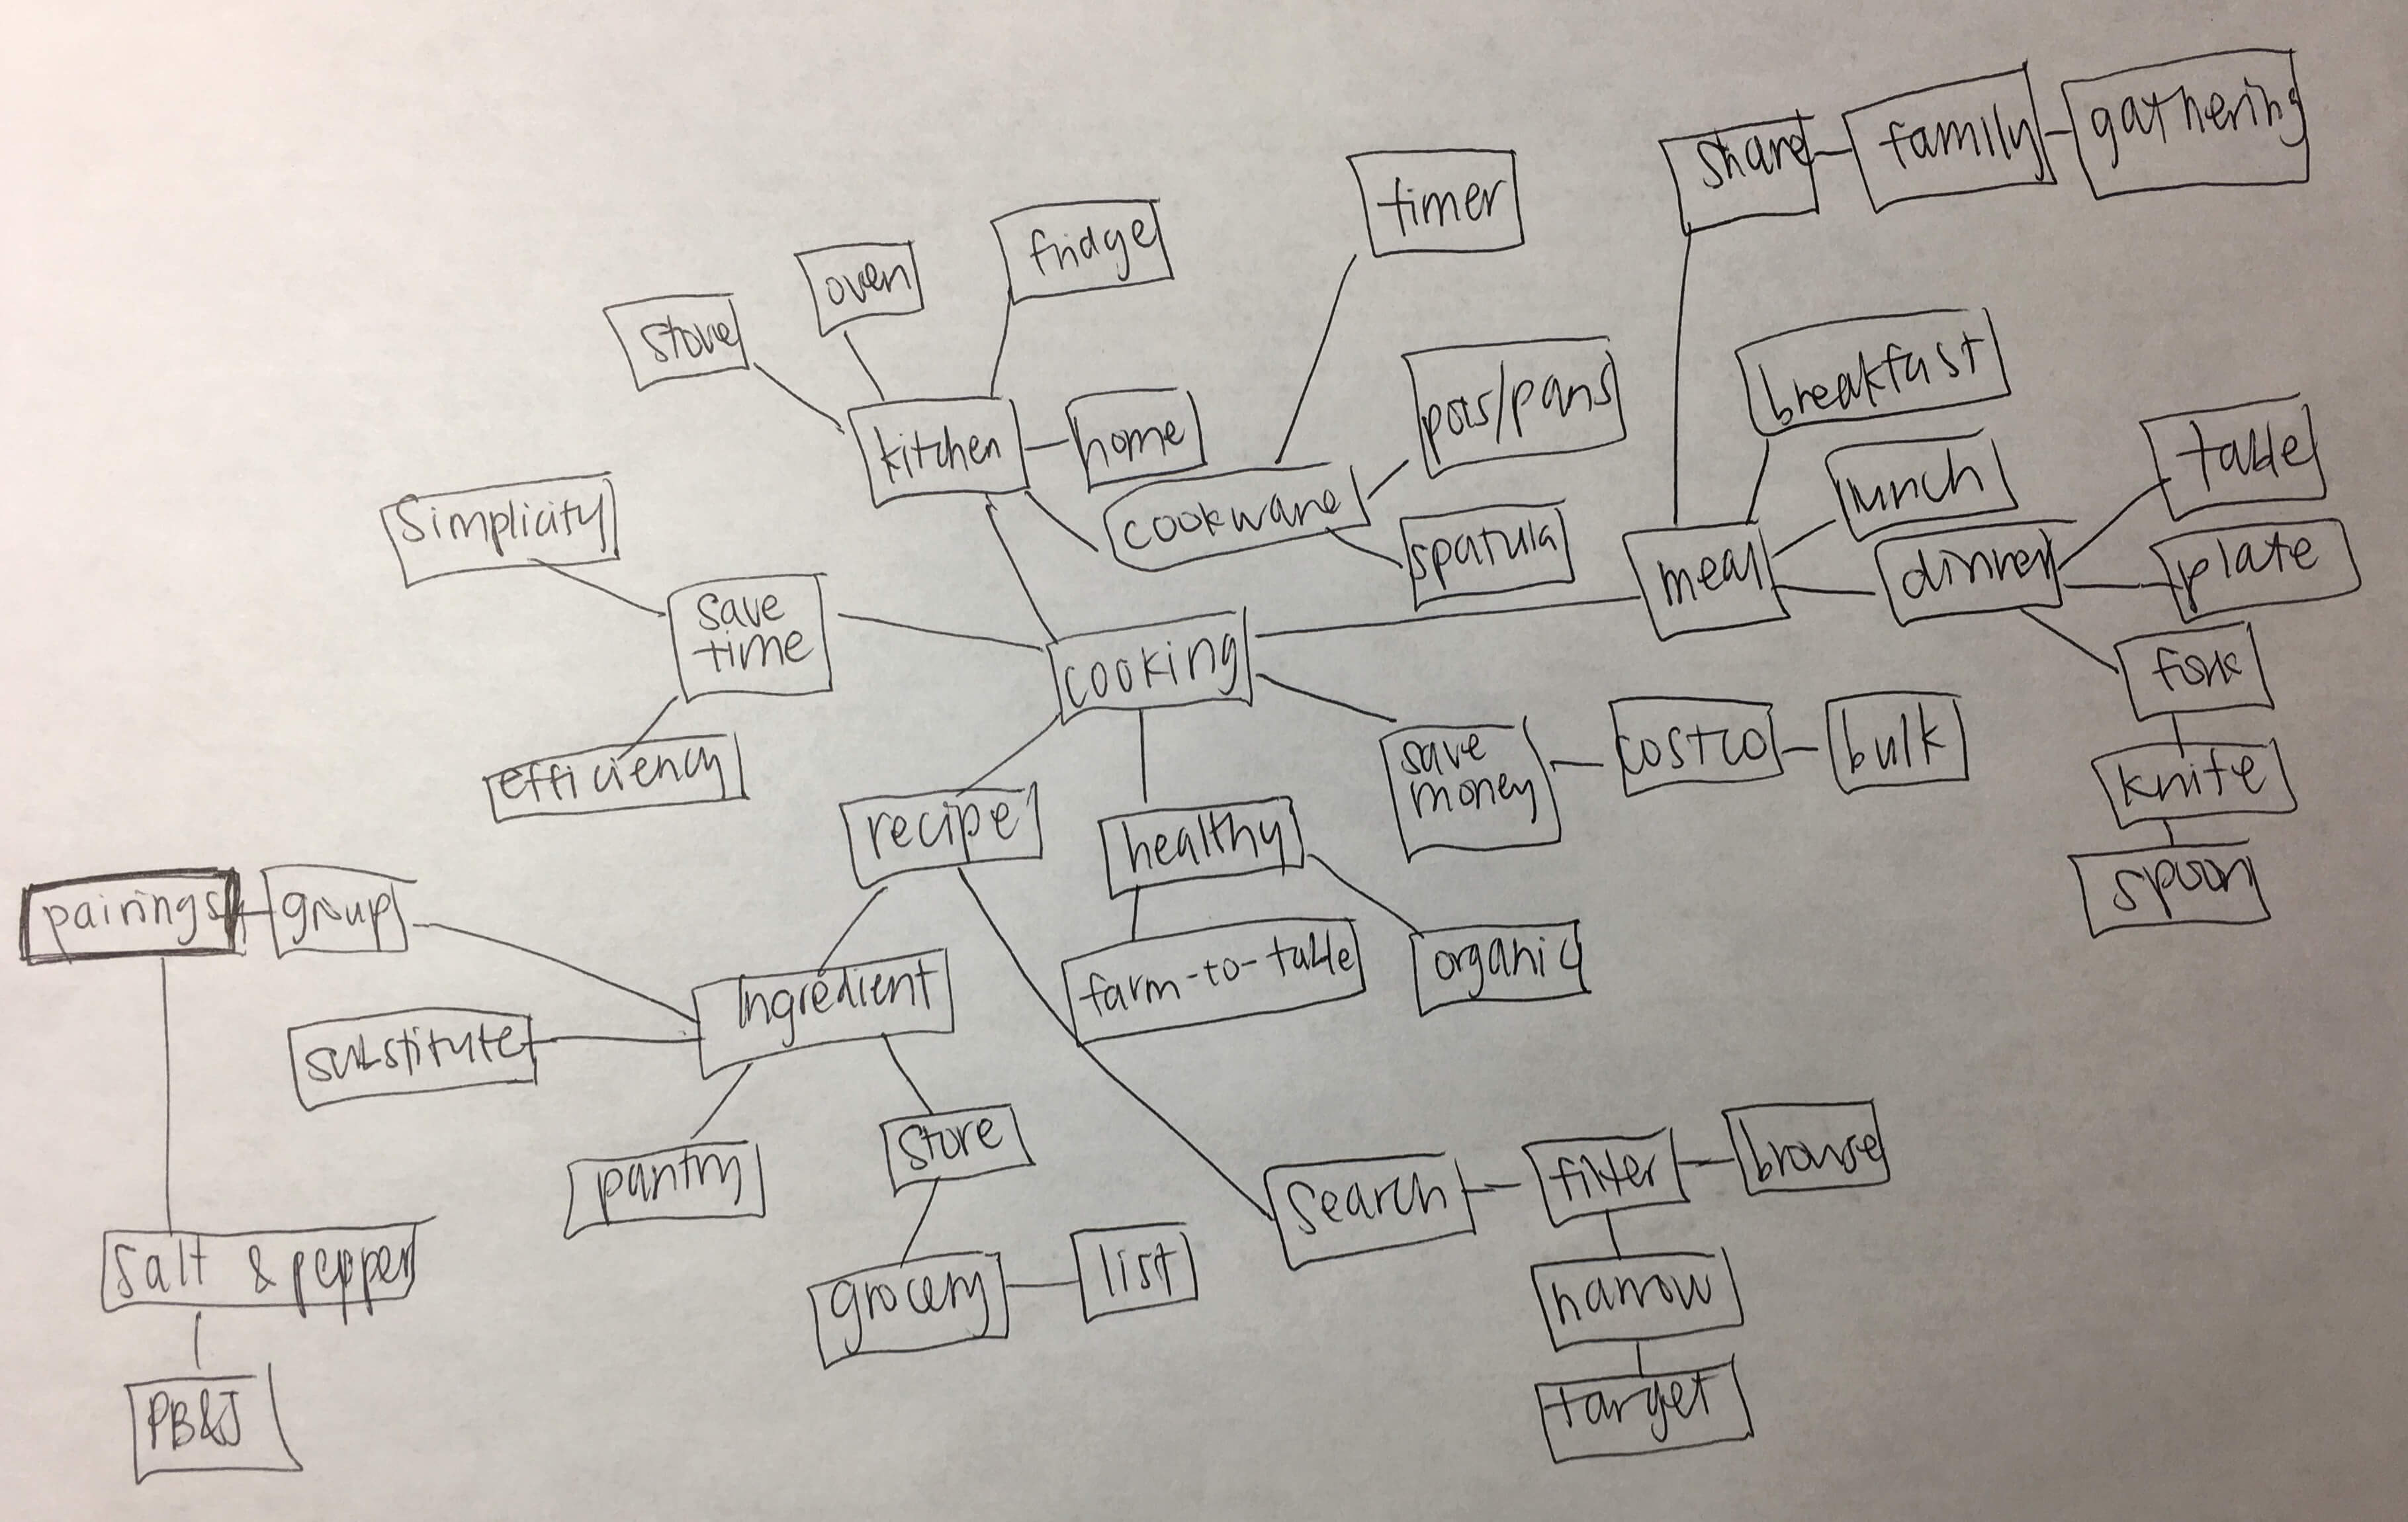 share
family
gathering
timer
fridge
oven
stove
breakfast
pots/pans
home
kitchen
table
lunch
cookware
Simplicity
spatula
plate
dinner
meal
save
time
cooking
fork
costco
bulk
save
money
efficiency
knife
recipe
healthy
spoon
pairings
group
farm-to-table
organic
Ingredient
substitute
store
pantry
search
filter
browse
salt & pepper
grocery
list
narrow
target
PB&J